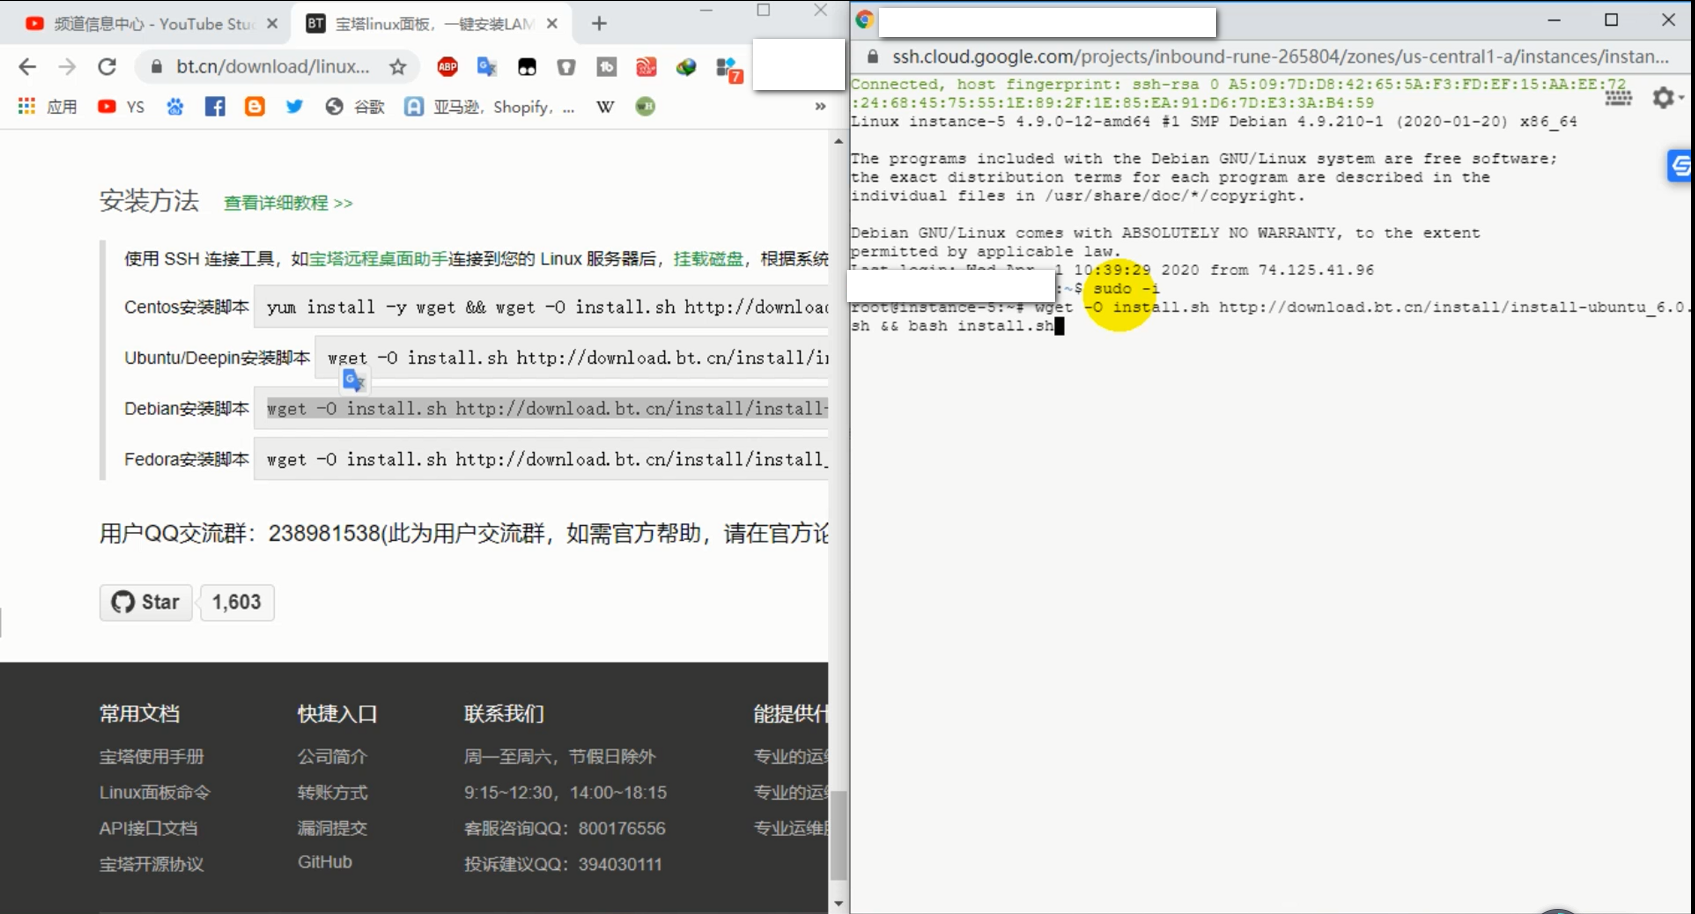 频道信息中心 - YouTube Stu
BT 宝塔linux面板，一键安装LAM
bt.cn/download/linux...
ABP
7
应用
YS
谷歌
亚马逊，Shopify，...
W
»
安装方法 查看详细教程 >>
使用 SSH 连接工具，如宝塔远程桌面助手连接到您的 Linux 服务器后，挂载磁盘，根据系统
Centos安装脚本 yum install -y wget && wget -O install.sh http://download
Ubuntu/Deepin安装脚本 wget -O install.sh http://download.bt.cn/install/in
Debian安装脚本 wget -O install.sh http://download.bt.cn/install/install-
Fedora安装脚本 wget -O install.sh http://download.bt.cn/install/install_
用户QQ交流群：238981538(此为用户交流群，如需官方帮助，请在官方论
Star 1,603
常用文档
宝塔使用手册
Linux面板命令
API接口文档
宝塔开源协议
快捷入口
公司简介
转账方式
漏洞提交
GitHub
联系我们
周一至周六，节假日除外
9:15~12:30，14:00~18:15
客服咨询QQ：800176556
投诉建议QQ：394030111
能提供什
专业的运维
专业的运维
专业运维服
ssh.cloud.google.com/projects/inbound-rune-265804/zones/us-central1-a/instances/instan...
Connected, host fingerprint: ssh-rsa 0 A5:09:7D:D8:42:65:5A:F3:FD:EF:15:AA:EE:72
:24:68:45:75:55:1E:89:2F:1E:85:EA:91:D6:7D:E3:3A:B4:59
Linux instance-5 4.9.0-12-amd64 #1 SMP Debian 4.9.210-1 (2020-01-20) x86_64
The programs included with the Debian GNU/Linux system are free software;
the exact distribution terms for each program are described in the
individual files in /usr/share/doc/*/copyright.
Debian GNU/Linux comes with ABSOLUTELY NO WARRANTY, to the extent
permitted by applicable law.
Last login: Wed Apr  1 10:39:29 2020 from 74.125.41.96
:~$ sudo -i
root@instance-5:~# wget -O install.sh http://download.bt.cn/install/install-ubuntu_6.0.
sh && bash install.sh